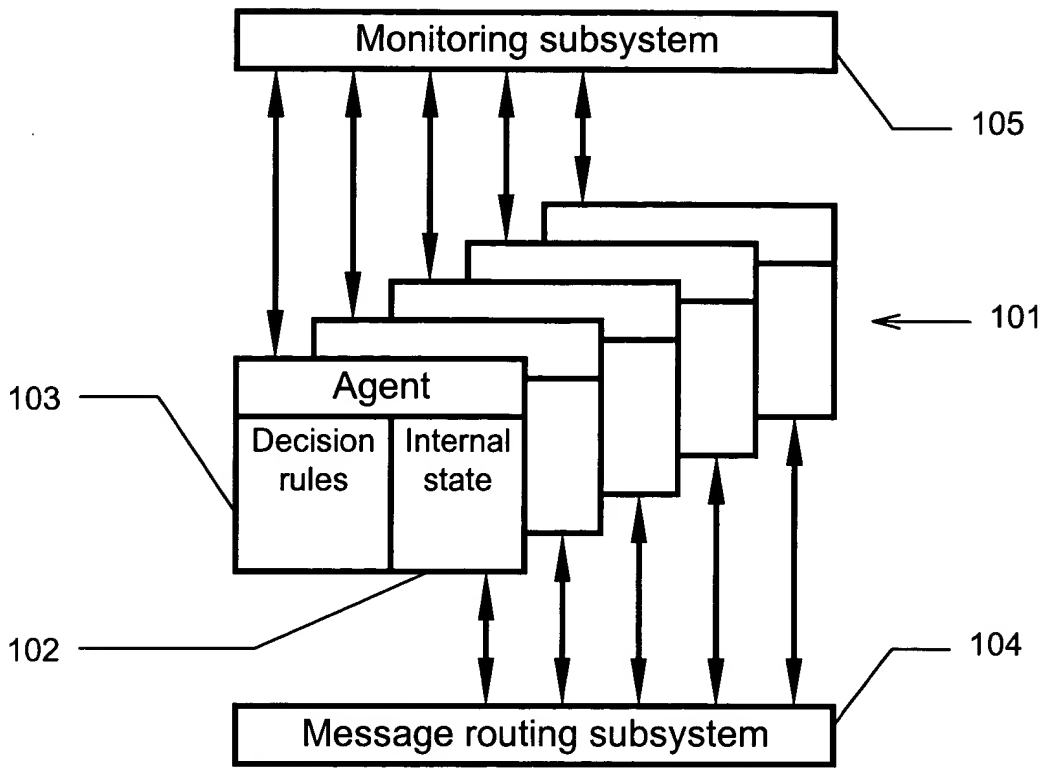 Monitoring subsystem
105
101
Agent
103
Decision
rules
Internal
state
102
104
Message routing subsystem